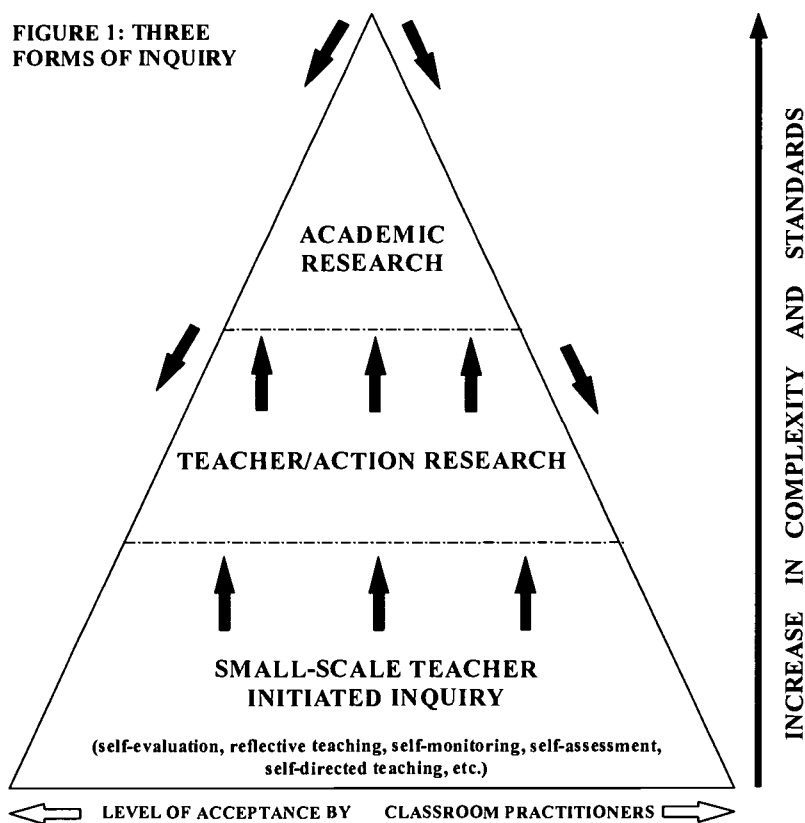 FIGURE 1: THREE
FORMS OF INQUIRY
ACADEMIC
RESEARCH
TEACHER/ACTION RESEARCH
SMALL-SCALE TEACHER
INITIATED INQUIRY
(self-evaluation, reflective teaching, self-monitoring, self-assessment,
self-directed teaching, etc.)
LEVEL OF ACCEPTANCE BY CLASSROOM PRACTITIONERS
INCREASE IN COMPLEXITY AND STANDARDS